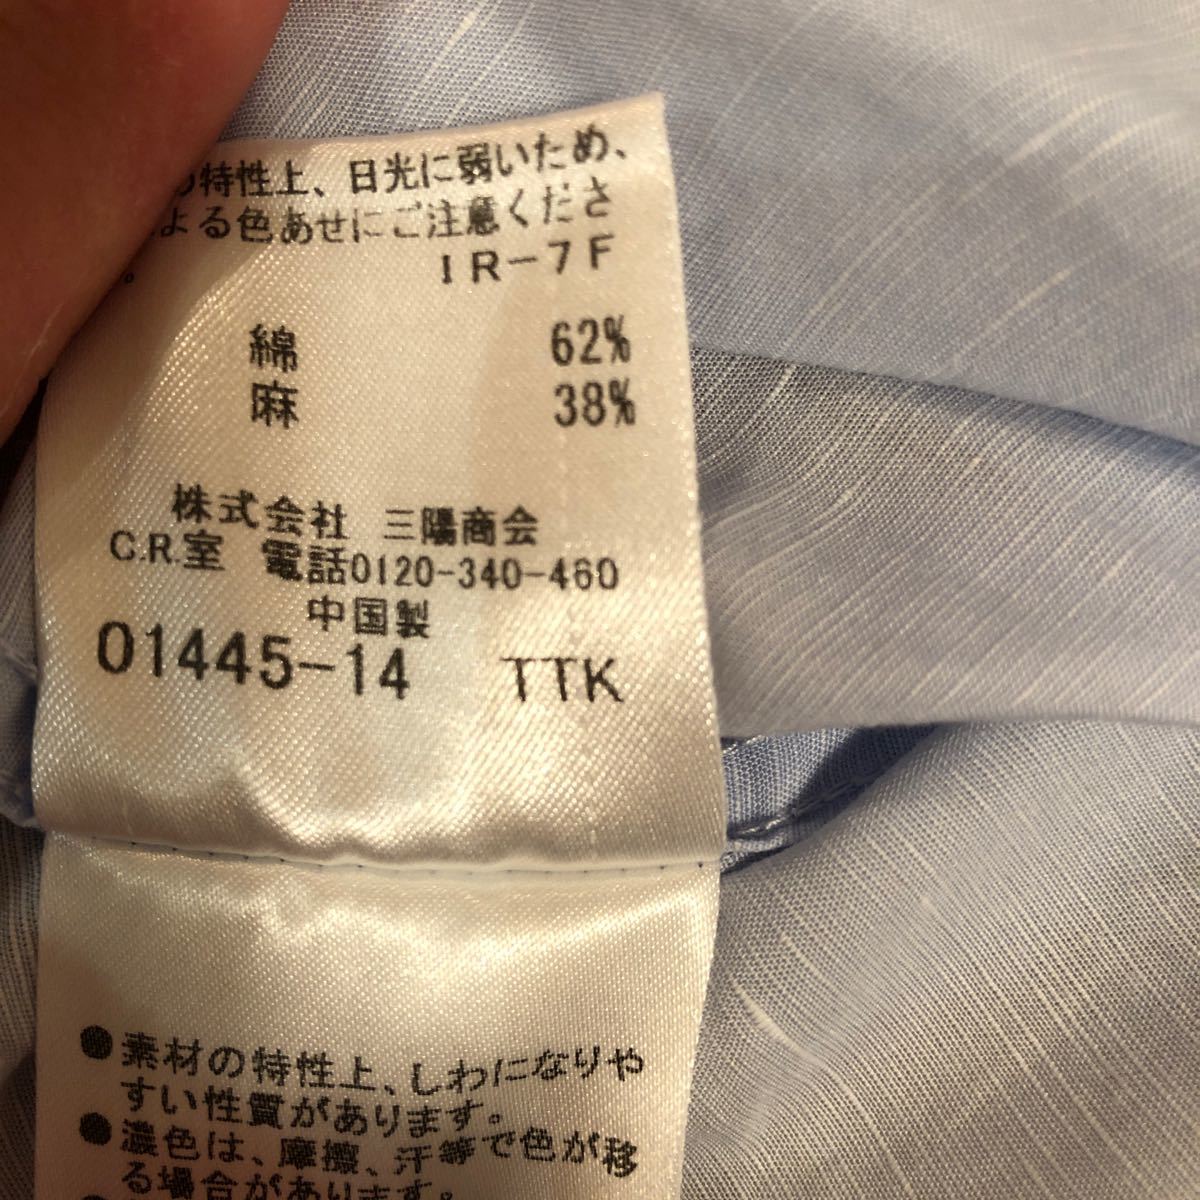 の特性上、日光に弱いため、
よる色あせにご注意くださ
。
IR-7F
綿 62%
麻 38%
株式会社 三陽商会
C.R.室 電話0120-340-460
中国製
01445-14 TTK
●素材の特性上、しわになりや
すい性質があります。
●濃色は、摩擦、汗等で色が移
る場合があります。